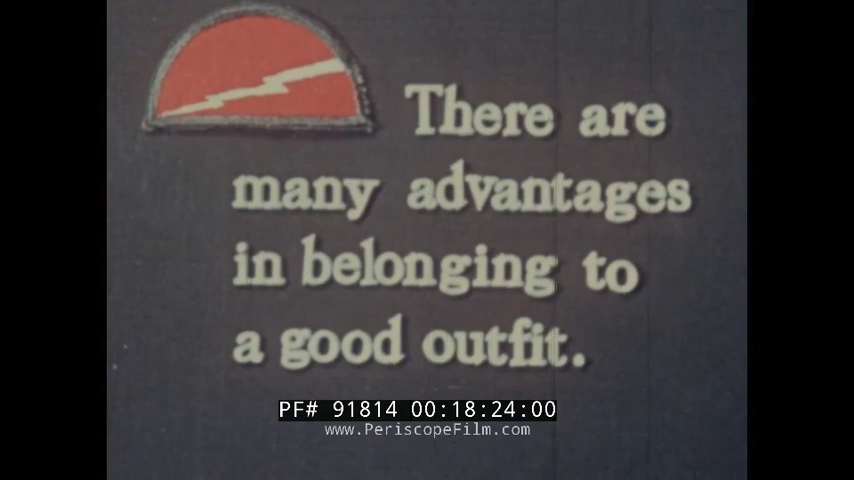 There are
many advantages
in belonging to
a good outfit.
PF# 91814 00:18:24:00
www.PeriscopeFilm.com